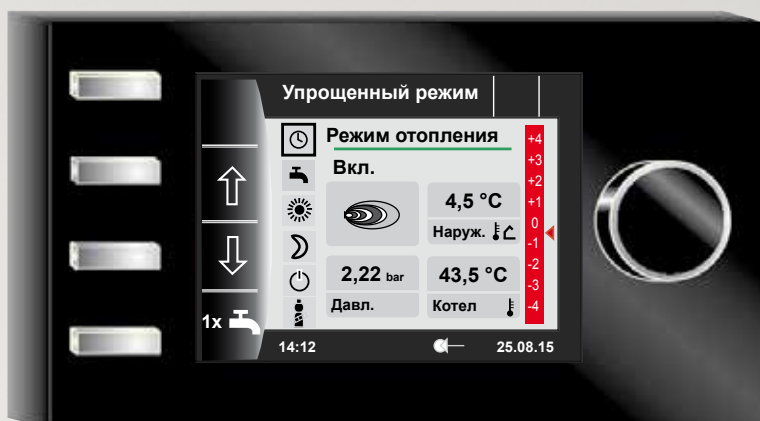 Упрощенный режим
Режим отопления
Вкл.
4,5 °C
Наруж.
2,22 bar
43,5 °C
Давл.
Котел
+4
+3
+2
+1
0
-1
-2
-3
-4
1x
14:12
25.08.15